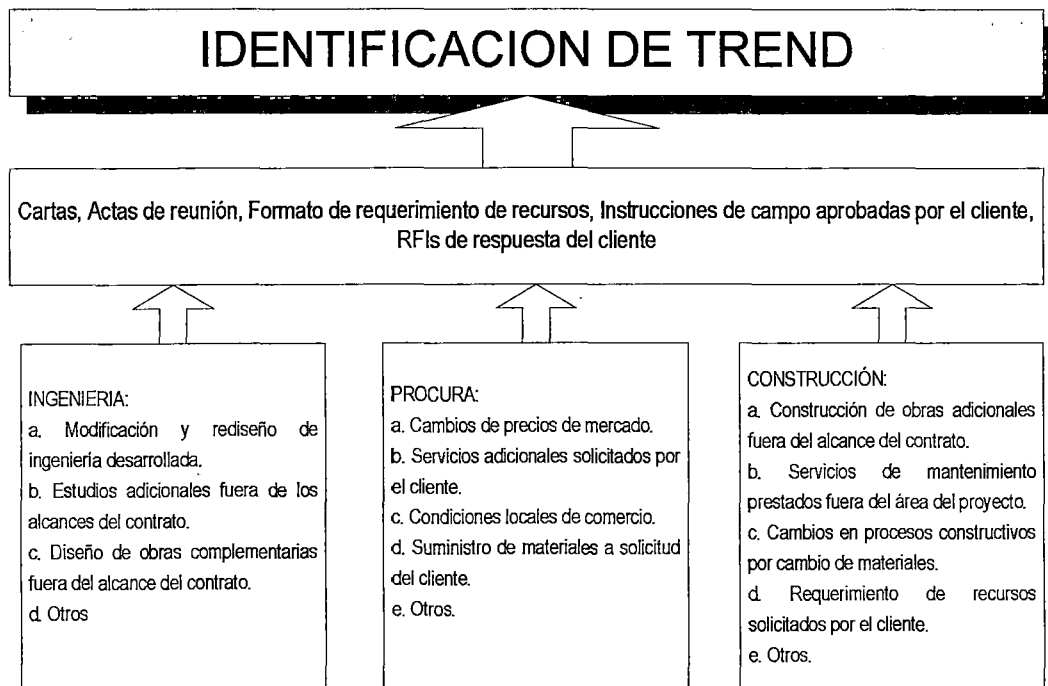 IDENTIFICACION DE TREND
Cartas, Actas de reunión, Formato de requerimiento de recursos, Instrucciones de campo aprobadas por el cliente,
RFIs de respuesta del cliente
INGENIERIA:
a. Modificación y rediseño de
ingeniería desarrollada.
b. Estudios adicionales fuera de los
alcances del contrato.
c. Diseño de obras complementarias
fuera del alcance del contrato.
d. Otros
PROCURA:
a. Cambios de precios de mercado.
b. Servicios adicionales solicitados por
el cliente.
c. Condiciones locales de comercio.
d. Suministro de materiales a solicitud
del cliente.
e. Otros.
CONSTRUCCIÓN:
a. Construcción de obras adicionales
fuera del alcance del contrato.
b. Servicios de mantenimiento
prestados fuera del área del proyecto.
c. Cambios en procesos constructivos
por cambio de materiales.
d. Requerimiento de recursos
solicitados por el cliente.
e. Otros.